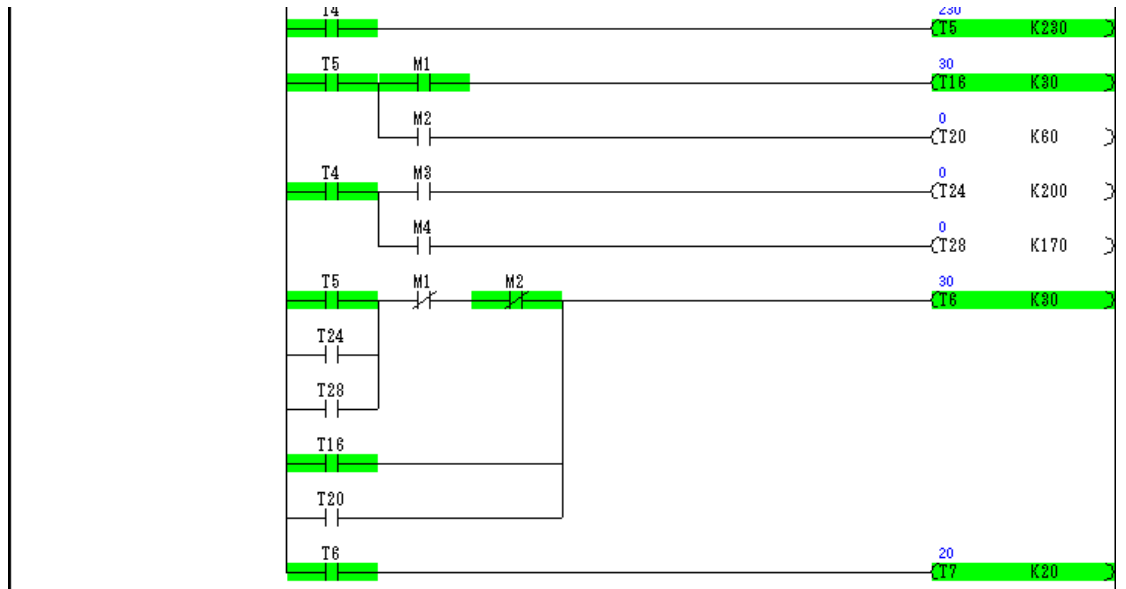 T4 230
T5 K230
T5 M1 30
T16 K30
M2 0
T20 K60
T4 M3 0
T24 K200
M4 0
T28 K170
T5 M1 M2 30
T6 K30
T24
T28
T16
T20
T6 20
T7 K20